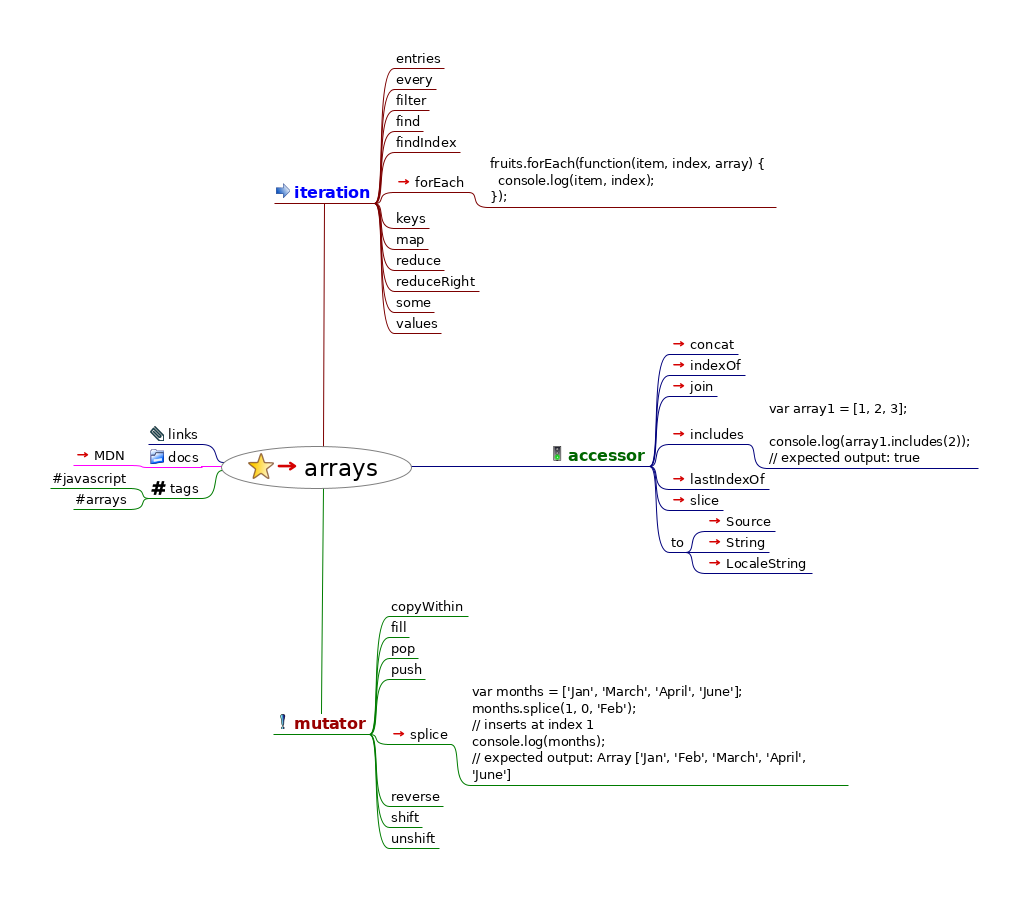 entries
every
filter
find
findIndex
fruits.forEach(function(item, index, array) {
  console.log(item, index);
});
forEach
iteration
keys
map
reduce
reduceRight
some
values
concat
indexOf
join
var array1 = [1, 2, 3];
includes
console.log(array1.includes(2));
// expected output: true
accessor
lastIndexOf
slice
to
Source
String
LocaleString
links
docs
MDN
# tags
#javascript
#arrays
arrays
copyWithin
fill
pop
push
var months = ['Jan', 'March', 'April', 'June'];
months.splice(1, 0, 'Feb');
// inserts at index 1
console.log(months);
// expected output: Array ['Jan', 'Feb', 'March', 'April',
'June']
splice
mutator
reverse
shift
unshift